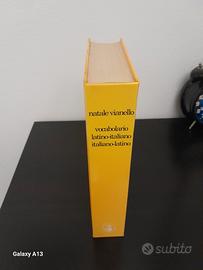 natale vianello
vocabolario
latino-italiano
italiano-latino
Galaxy A13
subito